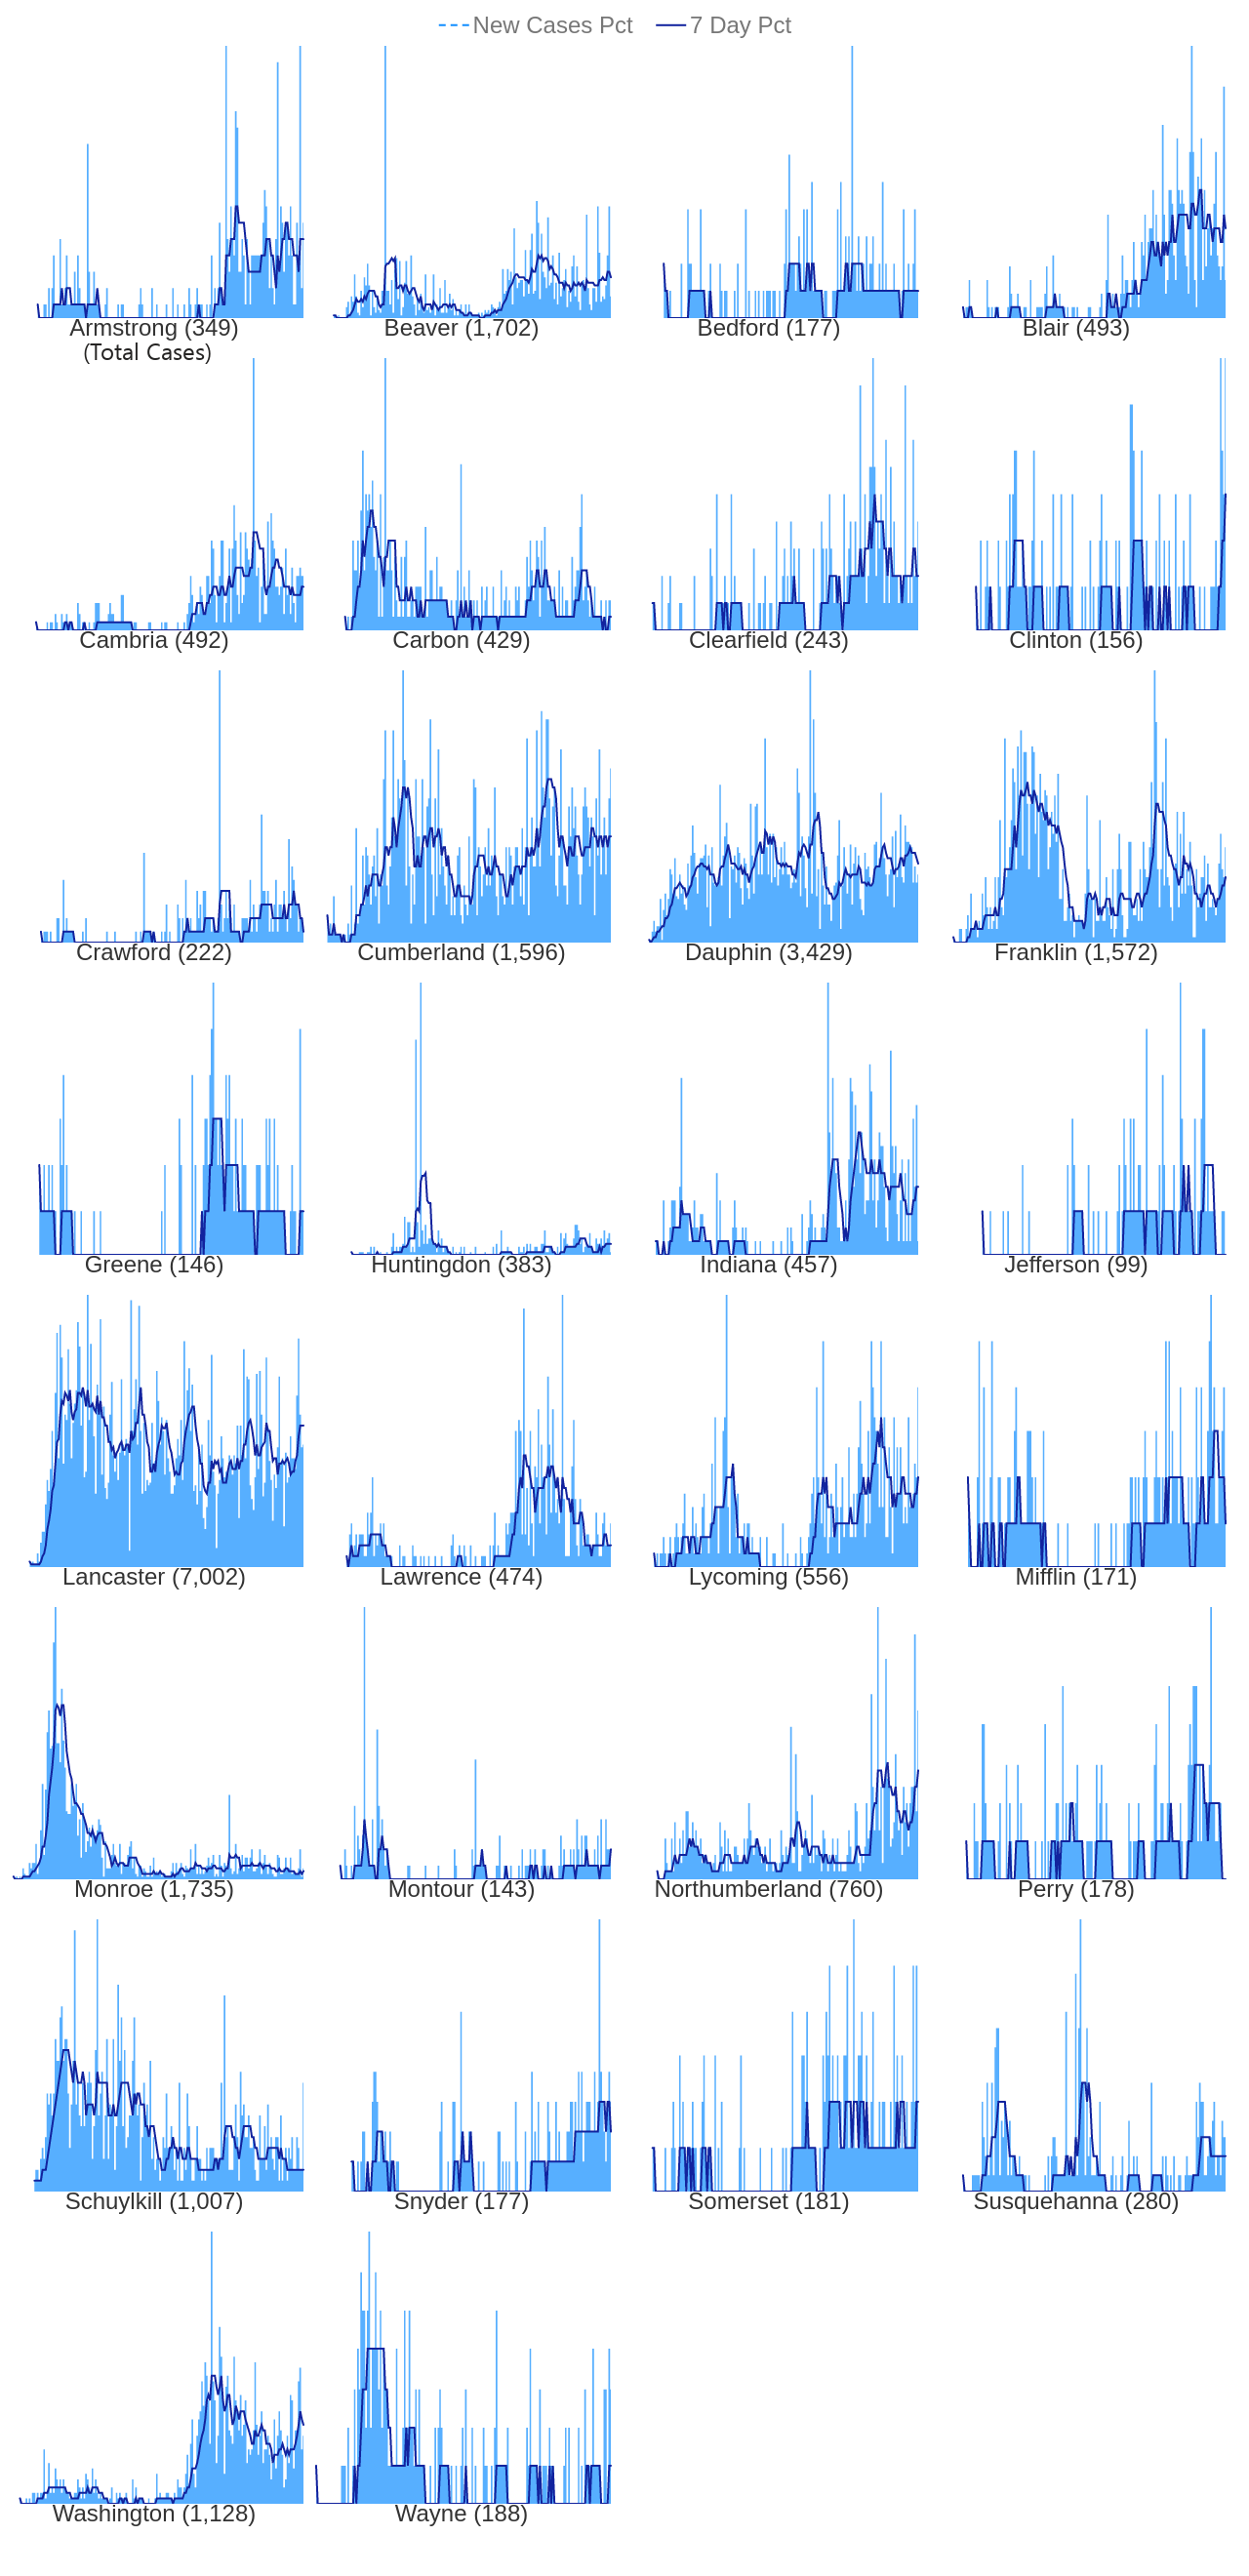 New Cases Pct 7 Day Pct
Armstrong (349) Beaver (1,702) Bedford (177) Blair (493)
(Total Cases)
Cambria (492) Carbon (429) Clearfield (243) Clinton (156)
Crawford (222) Cumberland (1,596) Dauphin (3,429) Franklin (1,572)
Greene (146) Huntingdon (383) Indiana (457) Jefferson (99)
Lancaster (7,002) Lawrence (474) Lycoming (556) Mifflin (171)
Monroe (1,735) Montour (143) Northumberland (760) Perry (178)
Schuylkill (1,007) Snyder (177) Somerset (181) Susquehanna (280)
Washington (1,128) Wayne (188)